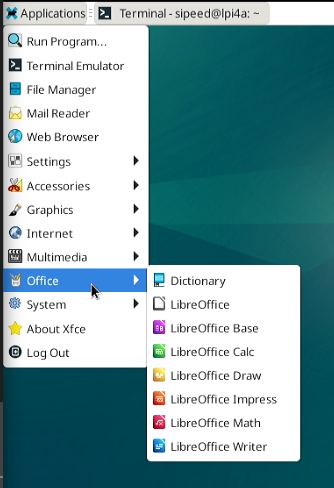 Applications Terminal - sipeed@lpi4a: ~
Run Program...
Terminal Emulator
File Manager
Mail Reader
Web Browser
Settings
Accessories
Graphics
Internet
Multimedia
Office
System
About Xfce
Log Out
Dictionary
LibreOffice
LibreOffice Base
LibreOffice Calc
LibreOffice Draw
LibreOffice Impress
LibreOffice Math
LibreOffice Writer